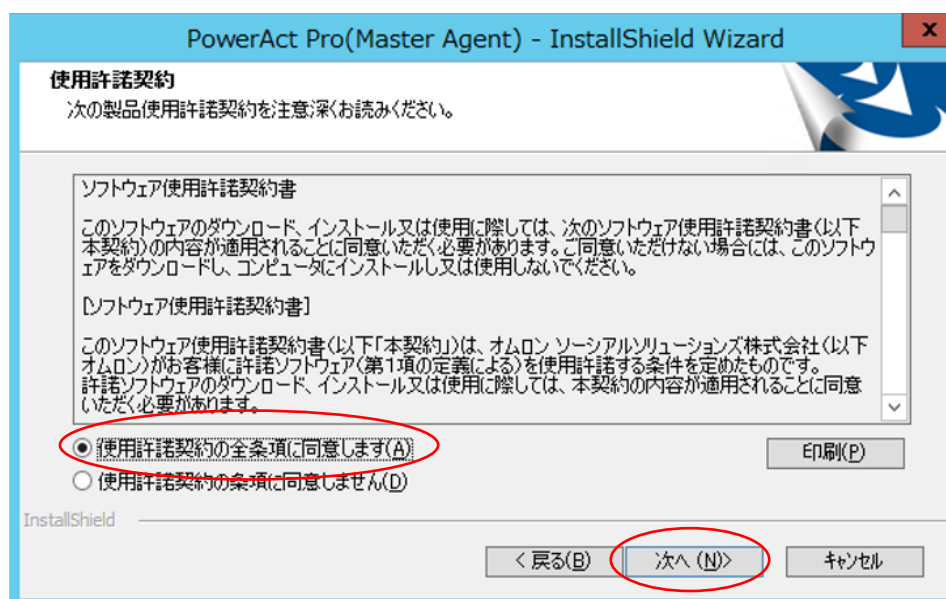 PowerAct Pro(Master Agent) - InstallShield Wizard
x
使用許諾契約
次の製品使用許諾契約を注意深くお読みください。
ソフトウェア使用許諾契約書
このソフトウェアのダウンロード、インストール又は使用に際しては、次のソフトウェア使用許諾契約書(以下
本契約)の内容が適用されることに同意いただく必要があります。ご同意いただけない場合には、このソフトウ
ェアをダウンロードし、コンピュータにインストールし又は使用しないでください。
[ソフトウェア使用許諾契約書]
このソフトウェア使用許諾契約書(以下「本契約」)は、オムロン ソーシアルソリューションズ株式会社(以下
オムロン)がお客様に許諾ソフトウェア(第1項の定義による)を使用許諾する条件を定めたものです。
許諾ソフトウェアのダウンロード、インストール又は使用に際しては、本契約の内容が適用されることに同意
いただく必要があります。
使用許諾契約の全条項に同意します(A)
印刷(P)
使用許諾契約の条項に同意しません(D)
InstallShield
< 戻る(B)
次へ (N)>
キャンセル